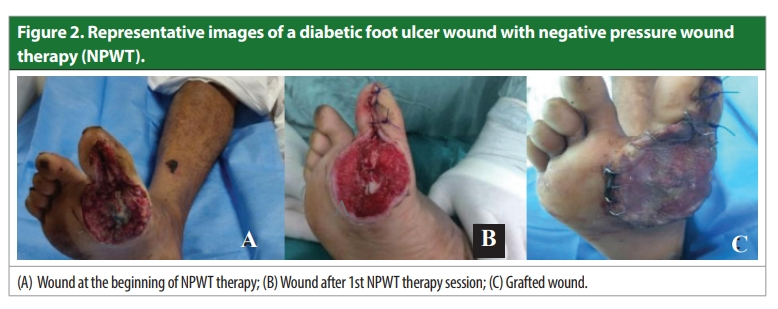 Figure 2. Representative images of a diabetic foot ulcer wound with negative pressure wound
therapy (NPWT).
A
B
C
(A) Wound at the beginning of NPWT therapy; (B) Wound after 1st NPWT therapy session; (C) Grafted wound.